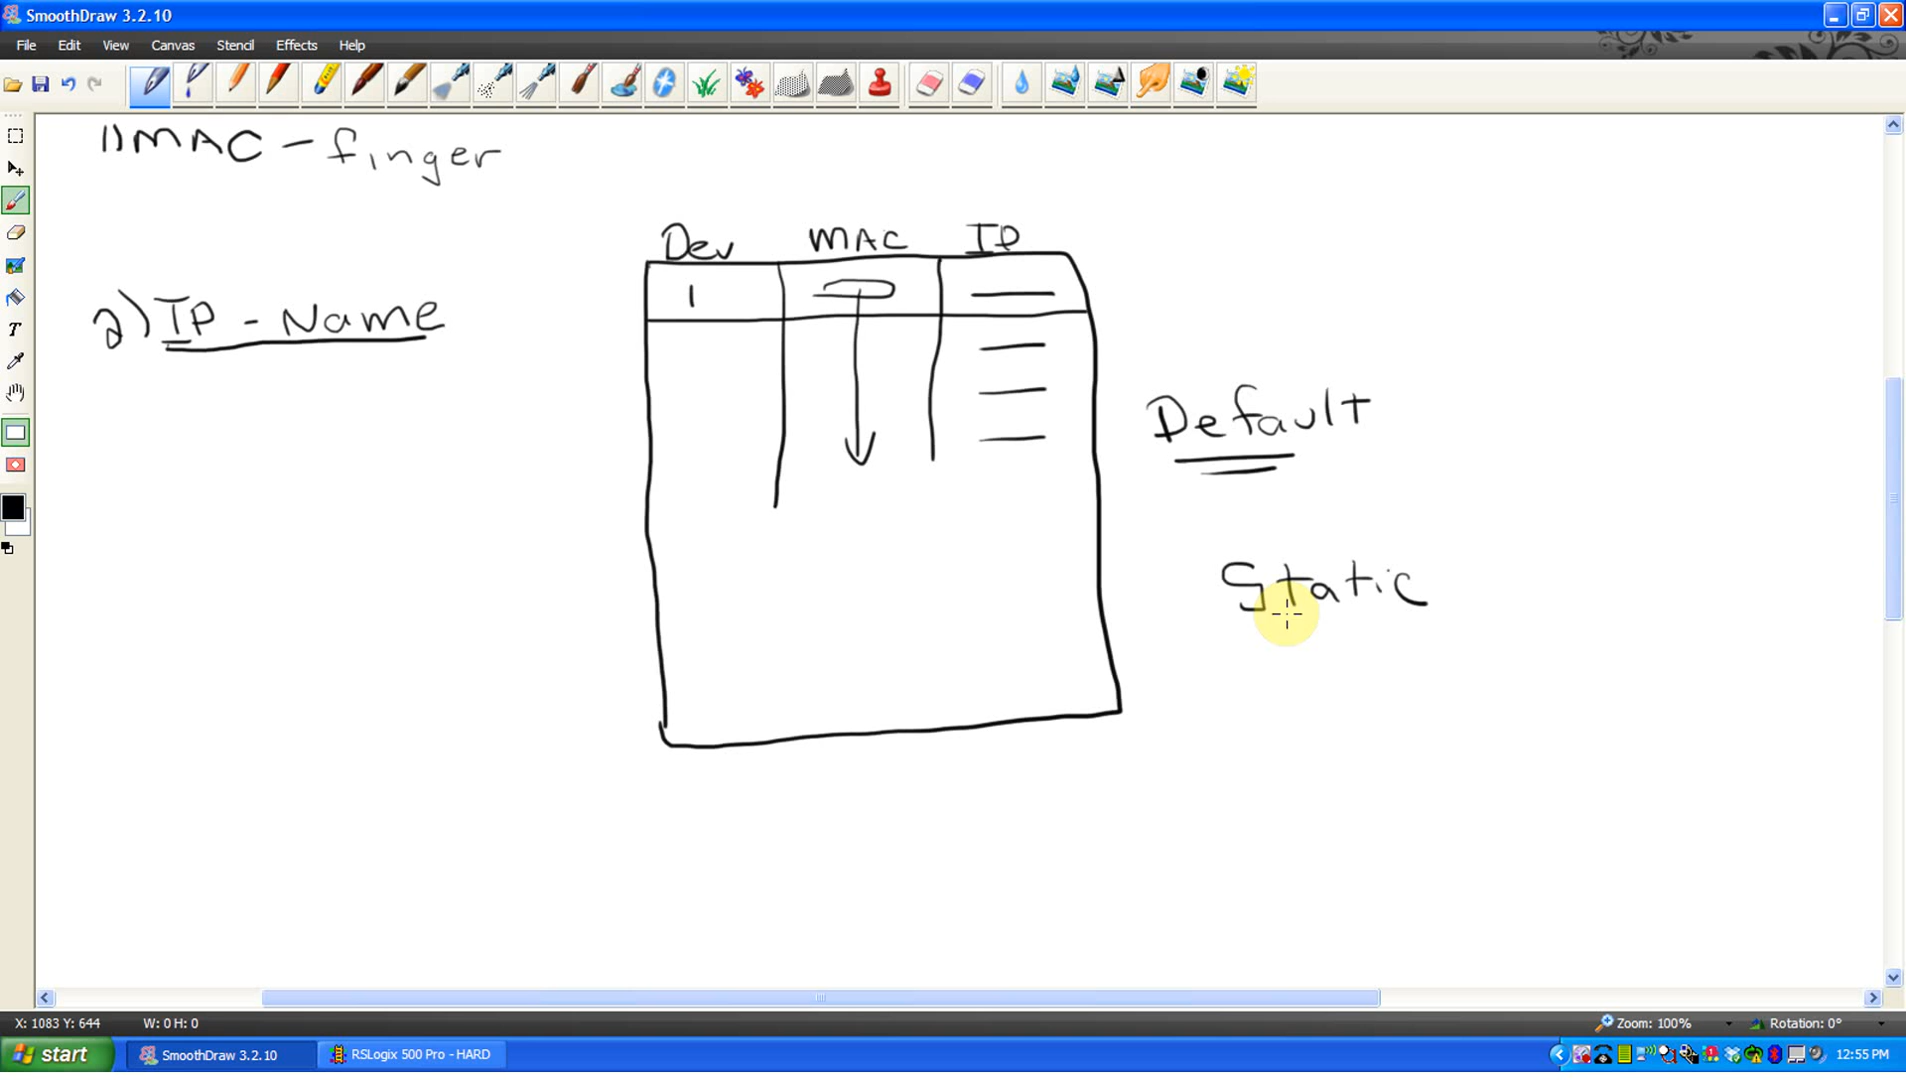 SmoothDraw 3.2.10
File Edit View Canvas Stencil Effects Help
1) MAC - finger
Dev MAC IP
1
2) IP - Name
Default
Static
X: 1083 Y: 644 W: 0 H: 0 Zoom: 100% Rotation: 0°
start SmoothDraw 3.2.10 RSLogix 500 Pro - HARD 12:55 PM